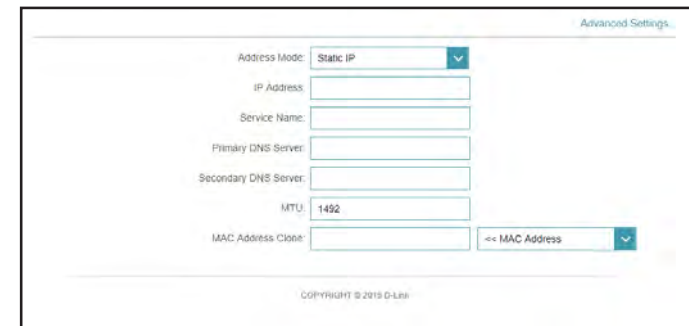 Advanced Settings...
Address Mode: Static IP
IP Address:
Service Name:
Primary DNS Server:
Secondary DNS Server:
MTU: 1492
MAC Address Clone: << MAC Address
COPYRIGHT © 2015 D-Link